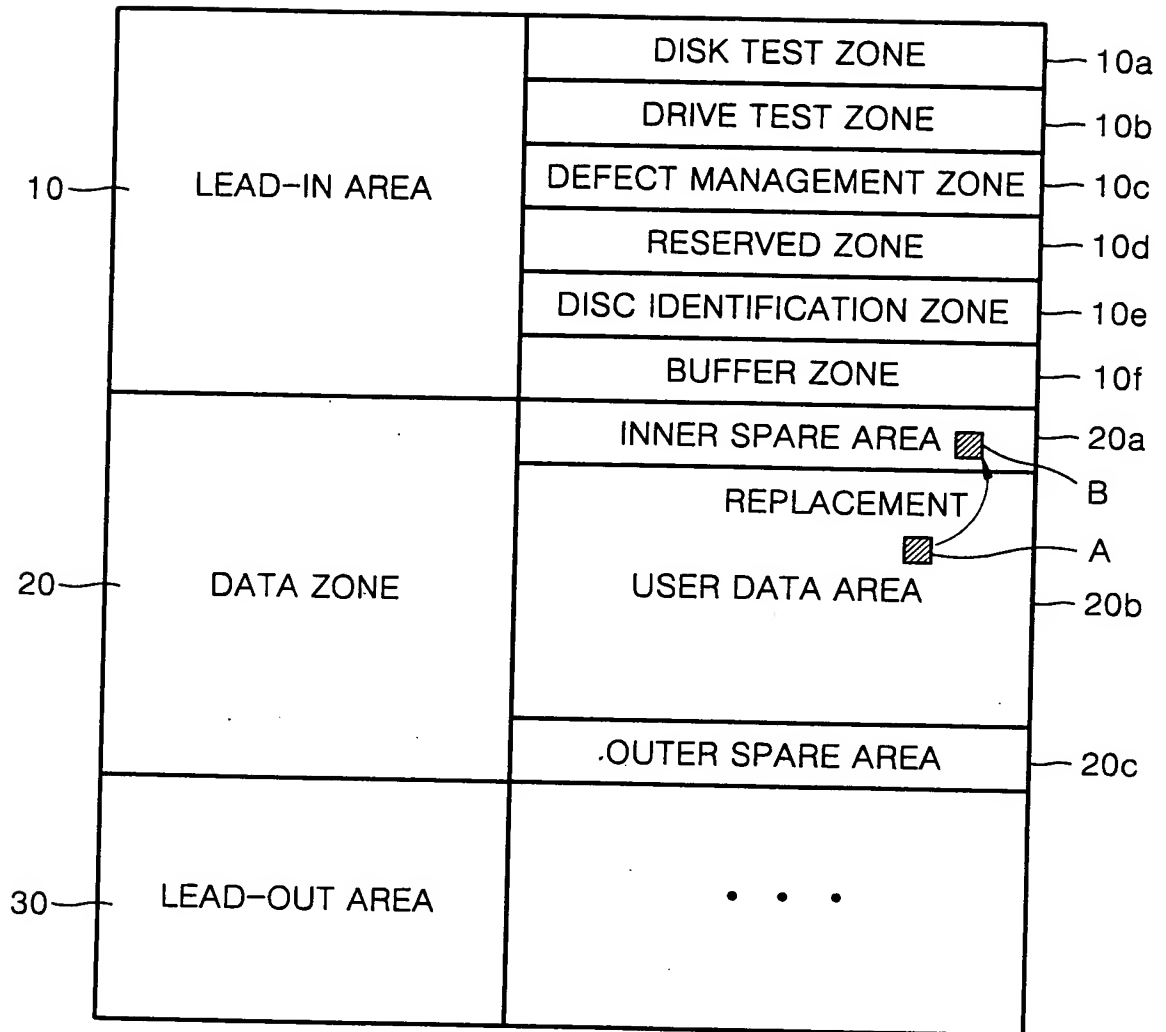 DISK TEST ZONE
10a
DRIVE TEST ZONE
10b
10
LEAD-IN AREA
DEFECT MANAGEMENT ZONE
10c
RESERVED ZONE
10d
DISC IDENTIFICATION ZONE
10e
BUFFER ZONE
10f
INNER SPARE AREA
20a
REPLACEMENT
B
A
20
DATA ZONE
USER DATA AREA
20b
OUTER SPARE AREA
20c
30
LEAD-OUT AREA
• • •